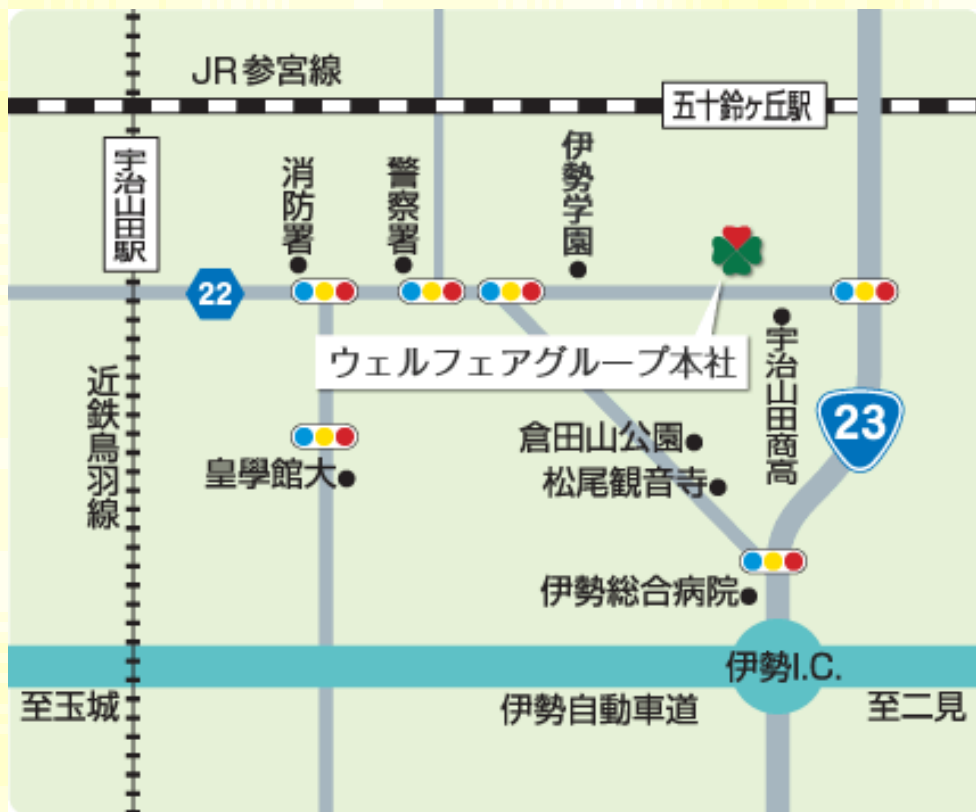 JR参宮線
五十鈴ヶ丘駅
宇治山田駅
消防署
警察署
伊勢学園
22
ウェルフェアグループ本社
宇治山田商高
近鉄鳥羽線
23
倉田山公園
皇學館大
松尾観音寺
伊勢総合病院
伊勢I.C.
至玉城
伊勢自動車道
至二見